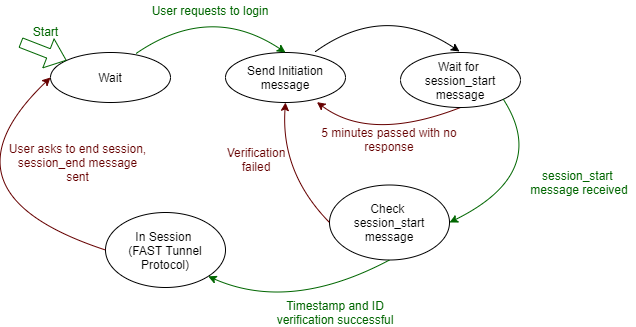 User requests to login
Start
Wait
Send Initiation
message
Wait for
session_start
message
5 minutes passed with no
response
User asks to end session,
session_end message
sent
Verification
failed
session_start
message received
Check
session_start
message
In Session
(FAST Tunnel
Protocol)
Timestamp and ID
verification successful